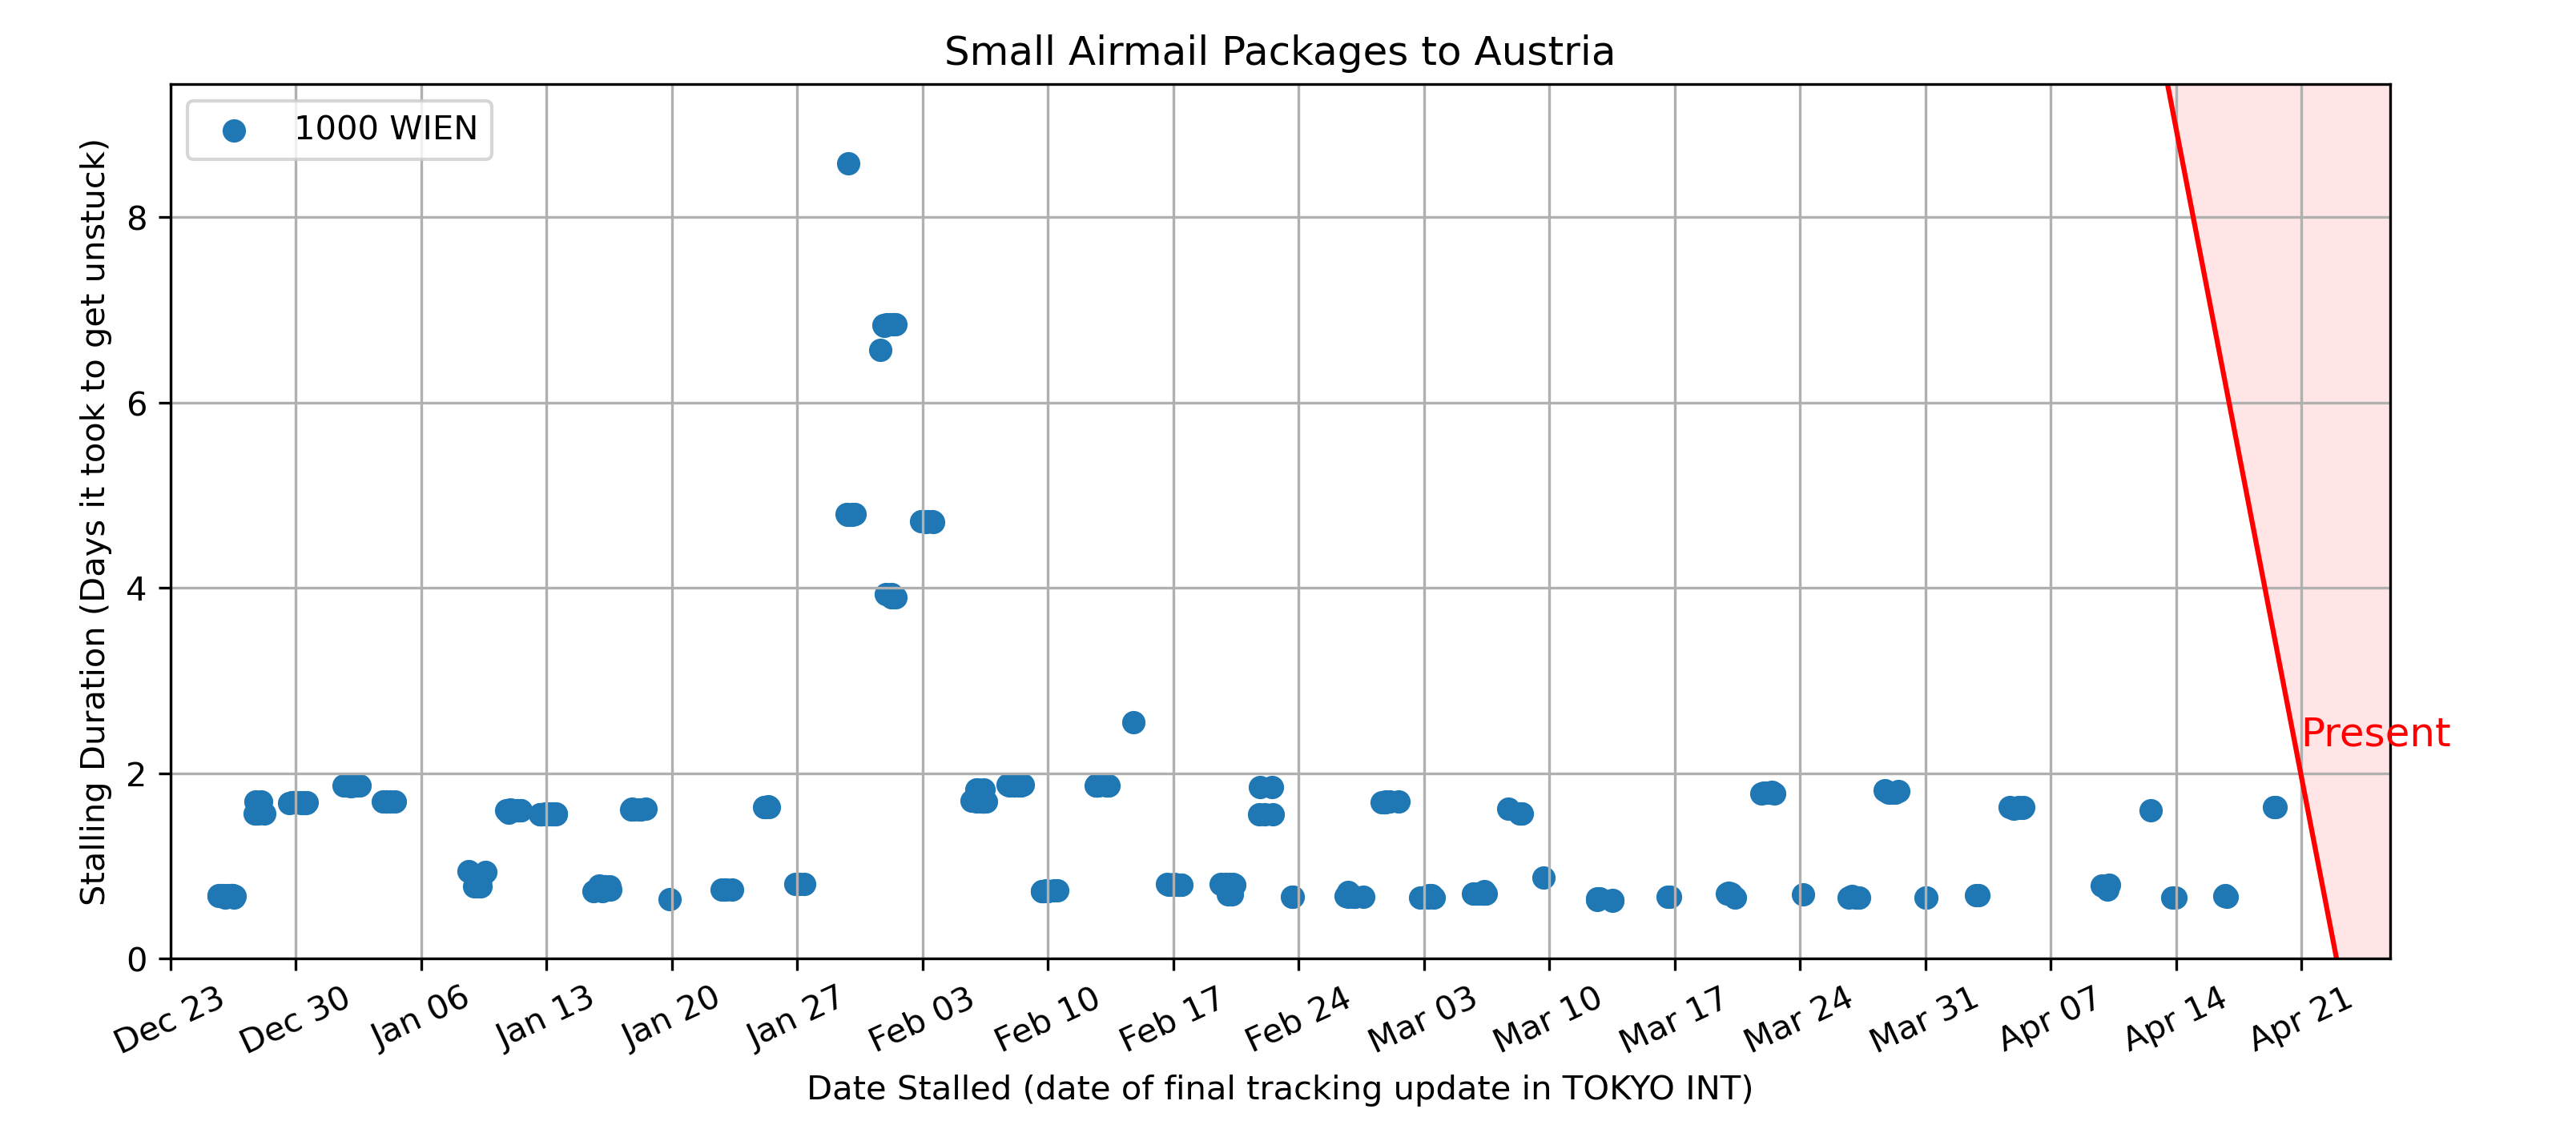 Small Airmail Packages to Austria
1000 WIEN
Stalling Duration (Days it took to get unstuck)
8
6
4
2
0
Present
Dec 23
Dec 30
Jan 06
Jan 13
Jan 20
Jan 27
Feb 03
Feb 10
Feb 17
Feb 24
Mar 03
Mar 10
Mar 17
Mar 24
Mar 31
Apr 07
Apr 14
Apr 21
Date Stalled (date of final tracking update in TOKYO INT)